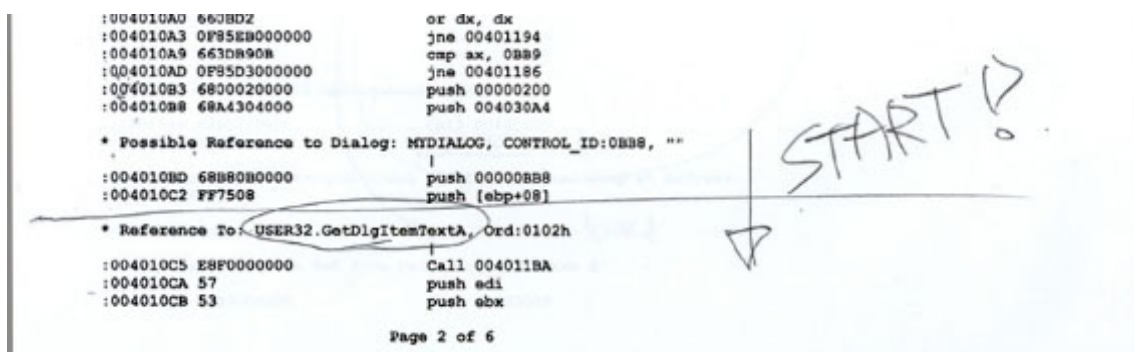 :004010A0 660BD2 or dx, dx
:004010A3 0F85EB000000 jne 00401194
:004010A9 663DB90B cmp ax, 0BB9
:004010AD 0F85D3000000 jne 00401186
:004010B3 6800020000 push 00000200
:004010B8 68A4304000 push 004030A4
* Possible Reference to Dialog: MYDIALOG, CONTROL_ID:0BB8, ""
|
:004010BD 68B80B0000 push 00000BB8
:004010C2 FF7508 push [ebp+08]
START!
* Reference To: USER32.GetDlgItemTextA, Ord:0102h
|
:004010C5 E8F0000000 Call 004011BA
:004010CA 57 push edi
:004010CB 53 push ebx
Page 2 of 6